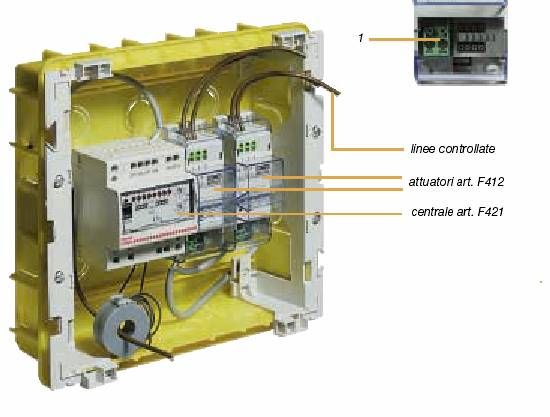 1
linee controllate
attuatori art. F412
centrale art. F421